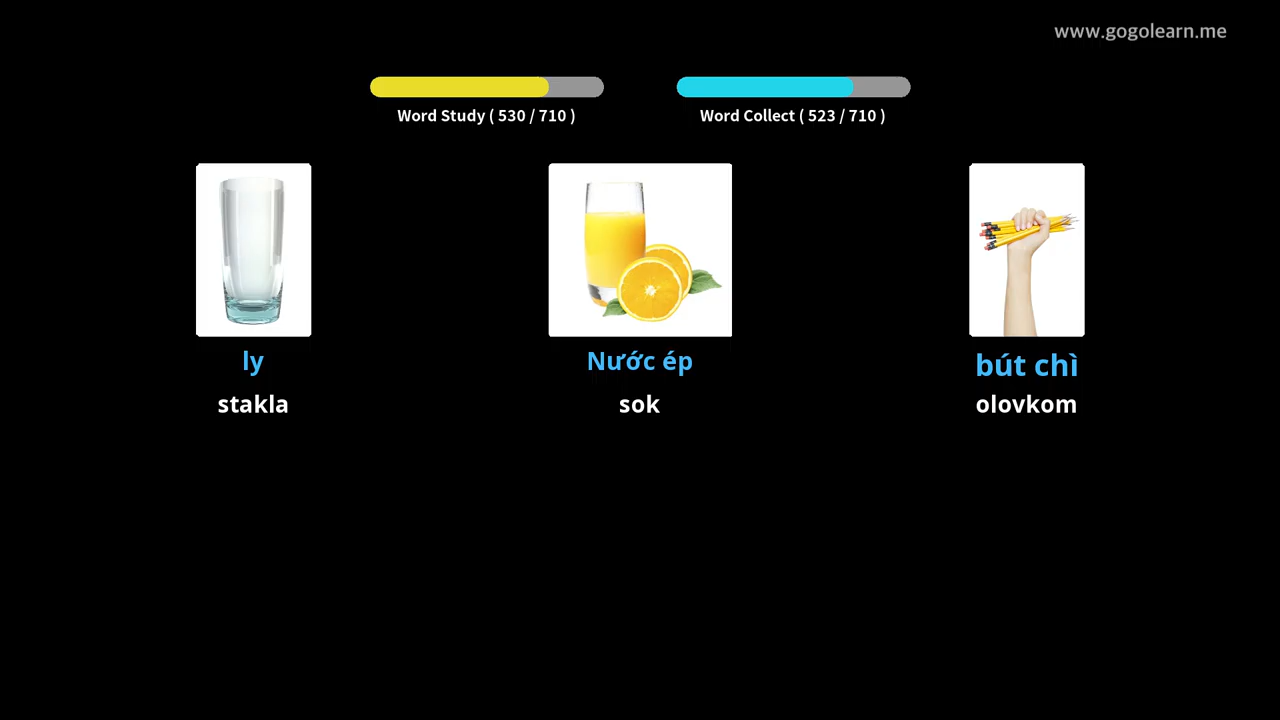 www.gogolearn.me
Word Study ( 530 / 710 )
Word Collect ( 523 / 710 )
ly
Nước ép
bút chì
stakla
sok
olovkom